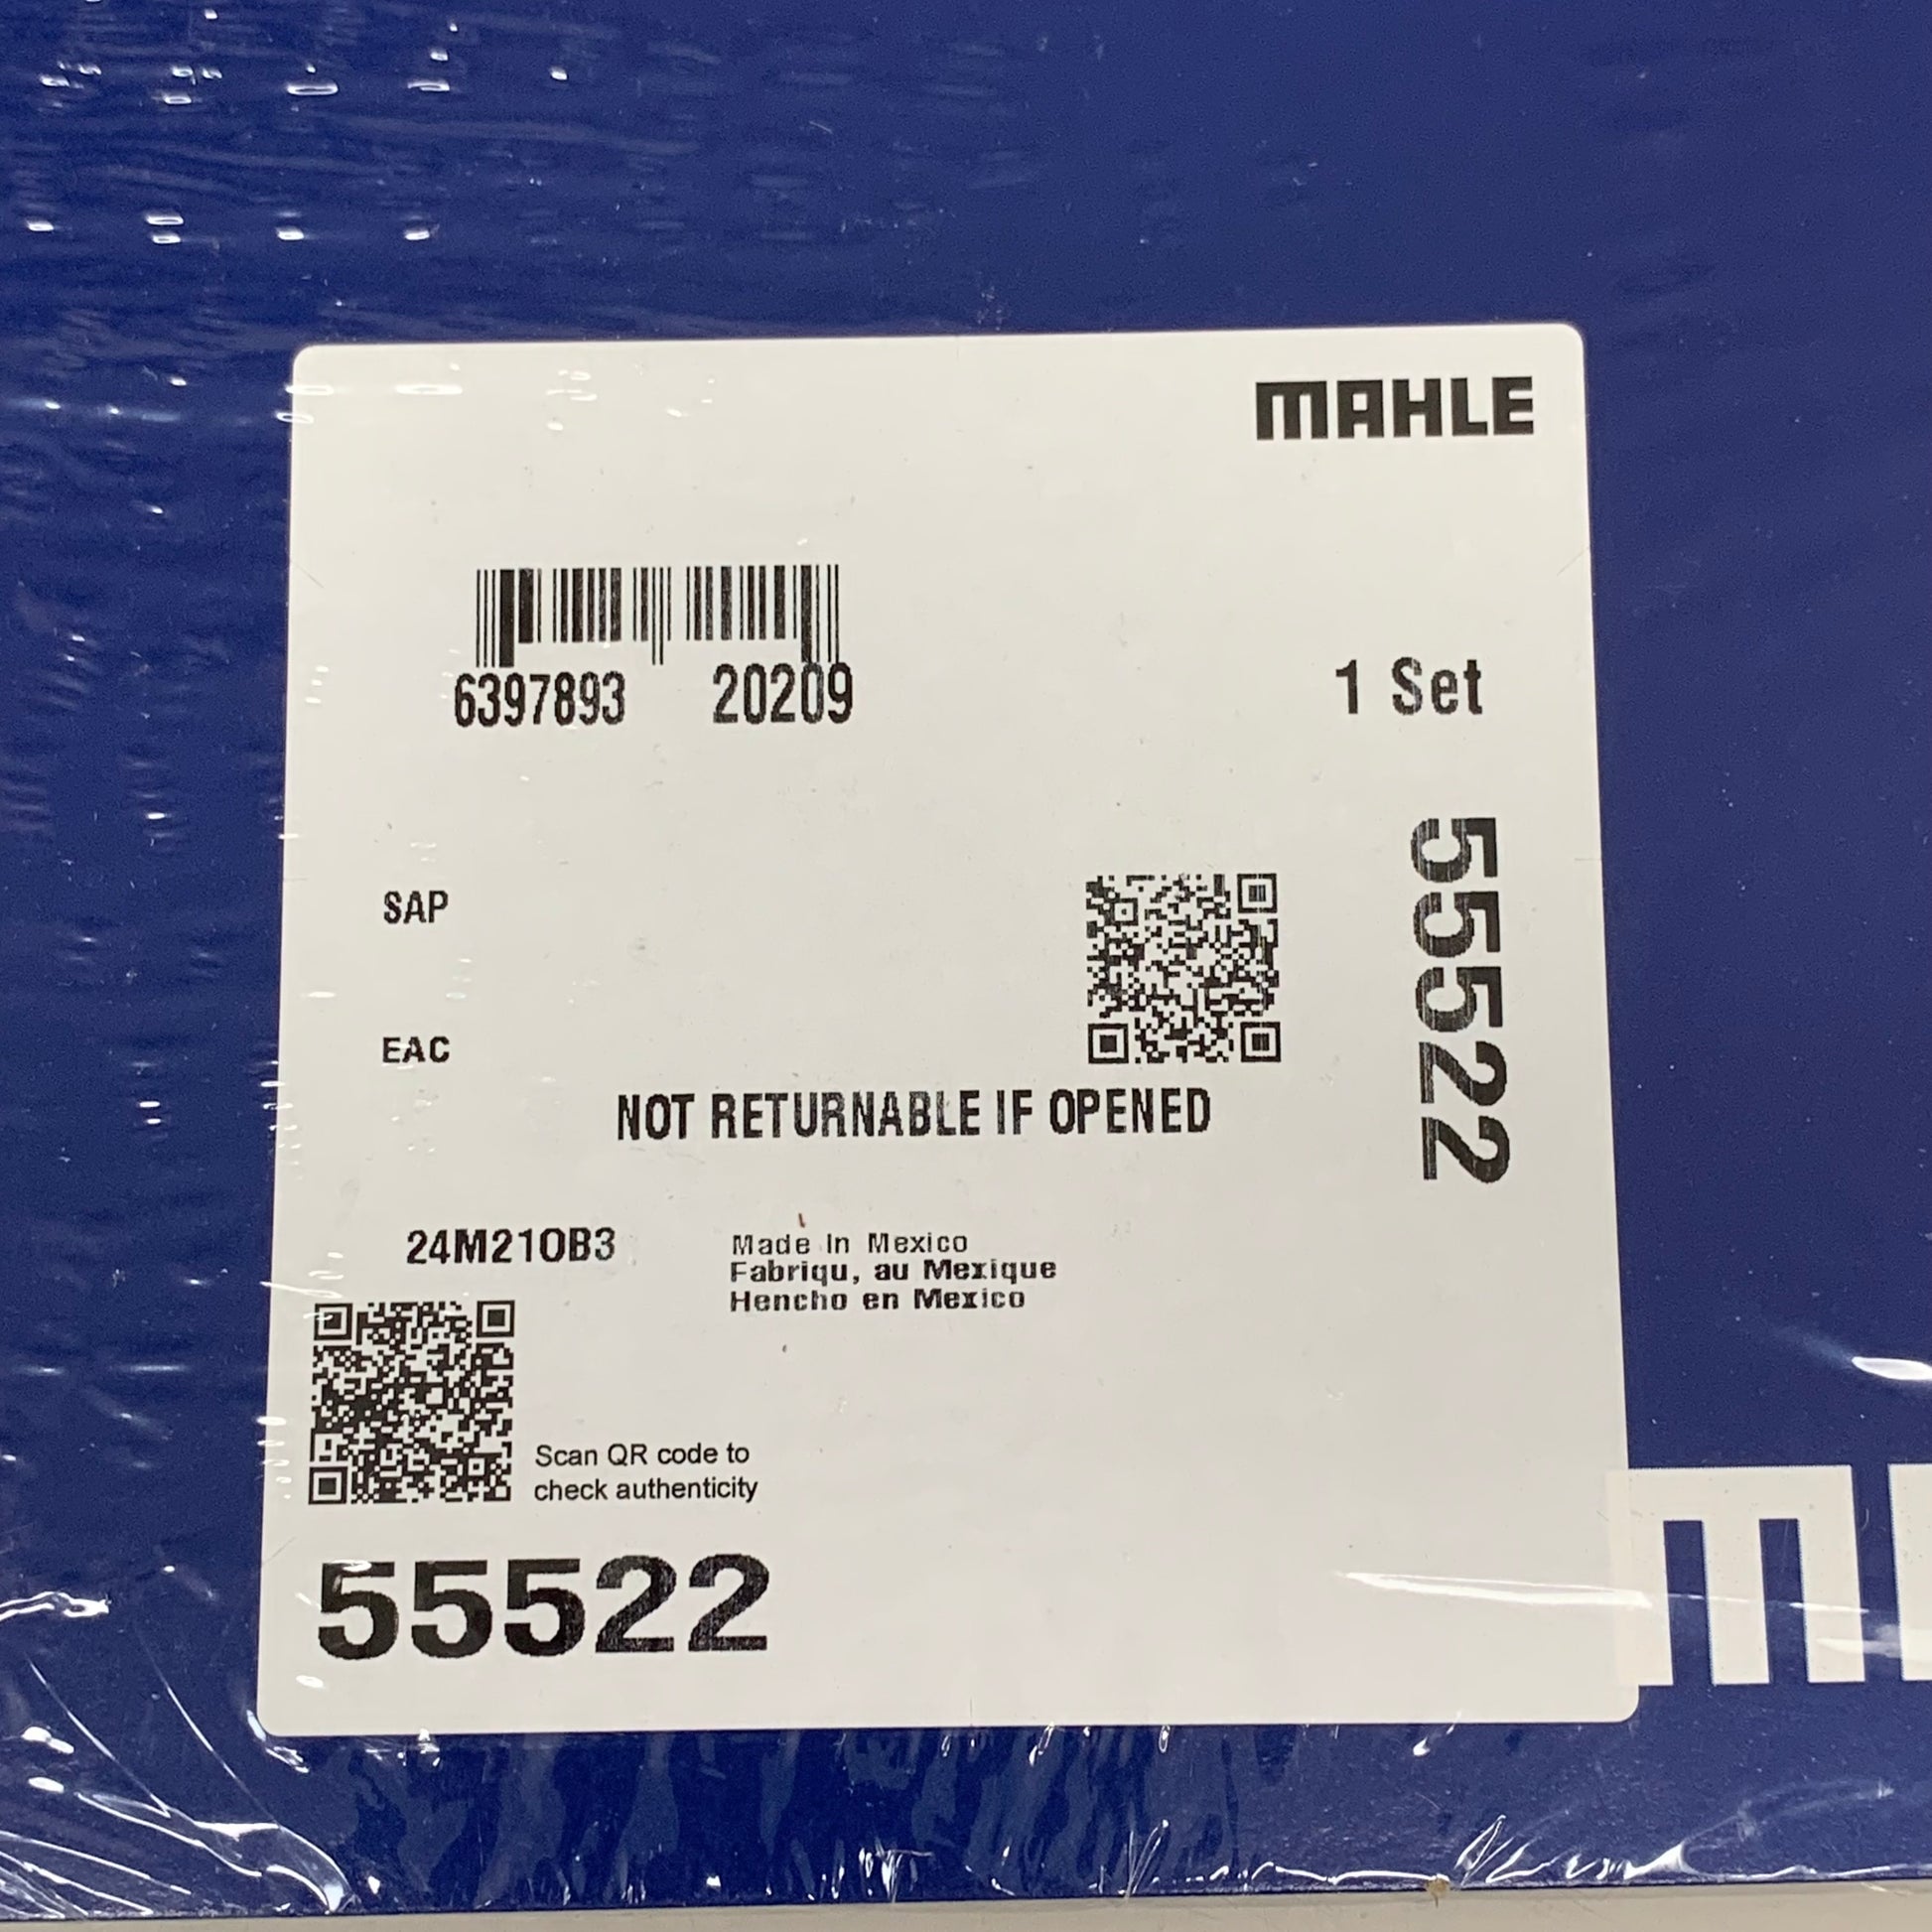 MAHLE
6397893 20209
1 Set
55522
SAP
EAC
NOT RETURNABLE IF OPENED
24M21OB3
Made In Mexico
Fabriqu, au Mexique
Hencho en Mexico
Scan QR code to
check authenticity
55522
M